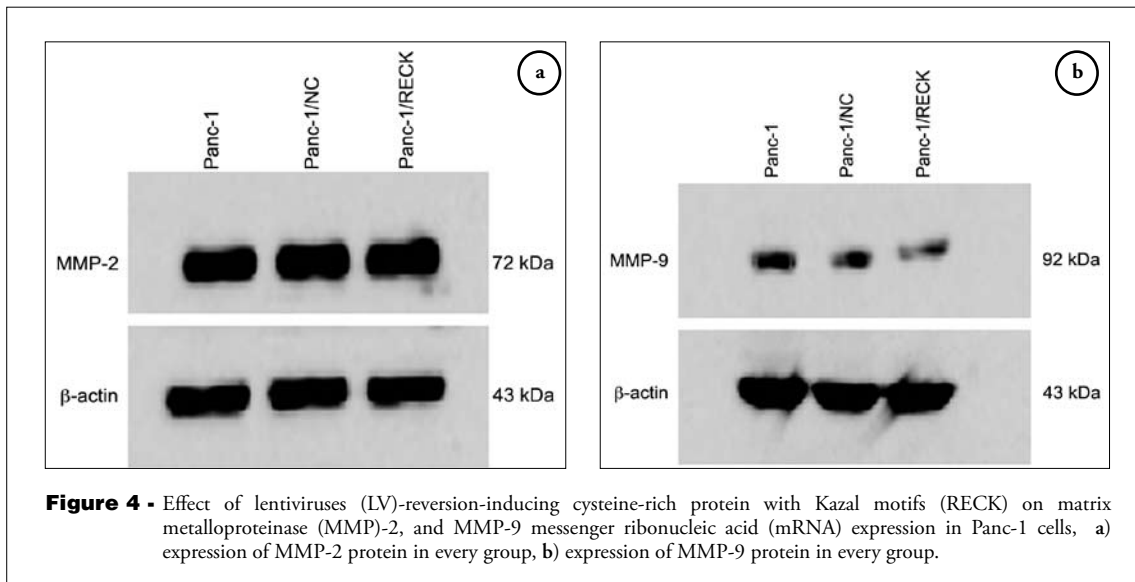 a
Panc-1
Panc-1/NC
Panc-1/RECK
MMP-2
72 kDa
β-actin
43 kDa
b
Panc-1
Panc-1/NC
Panc-1/RECK
MMP-9
92 kDa
β-actin
43 kDa
Figure 4 - Effect of lentiviruses (LV)-reversion-inducing cysteine-rich protein with Kazal motifs (RECK) on matrix
metalloproteinase (MMP)-2, and MMP-9 messenger ribonucleic acid (mRNA) expression in Panc-1 cells, a)
expression of MMP-2 protein in every group, b) expression of MMP-9 protein in every group.